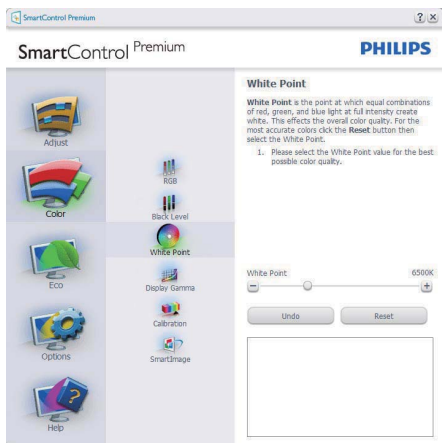 SmartControl Premium
? ×
SmartControl Premium
PHILIPS
Adjust
Color
Eco
Options
Help
RGB
Black Level
White Point
Display Gamma
Calibration
SmartImage
White Point
White Point is the point at which equal combinations
of red, green, and blue light at full intensity create
white. This effects the overall color quality. For the
most accurate colors click the Reset button then
select the White Point.
1. Please select the White Point value for the best
possible color quality.
White Point 6500K
Undo Reset